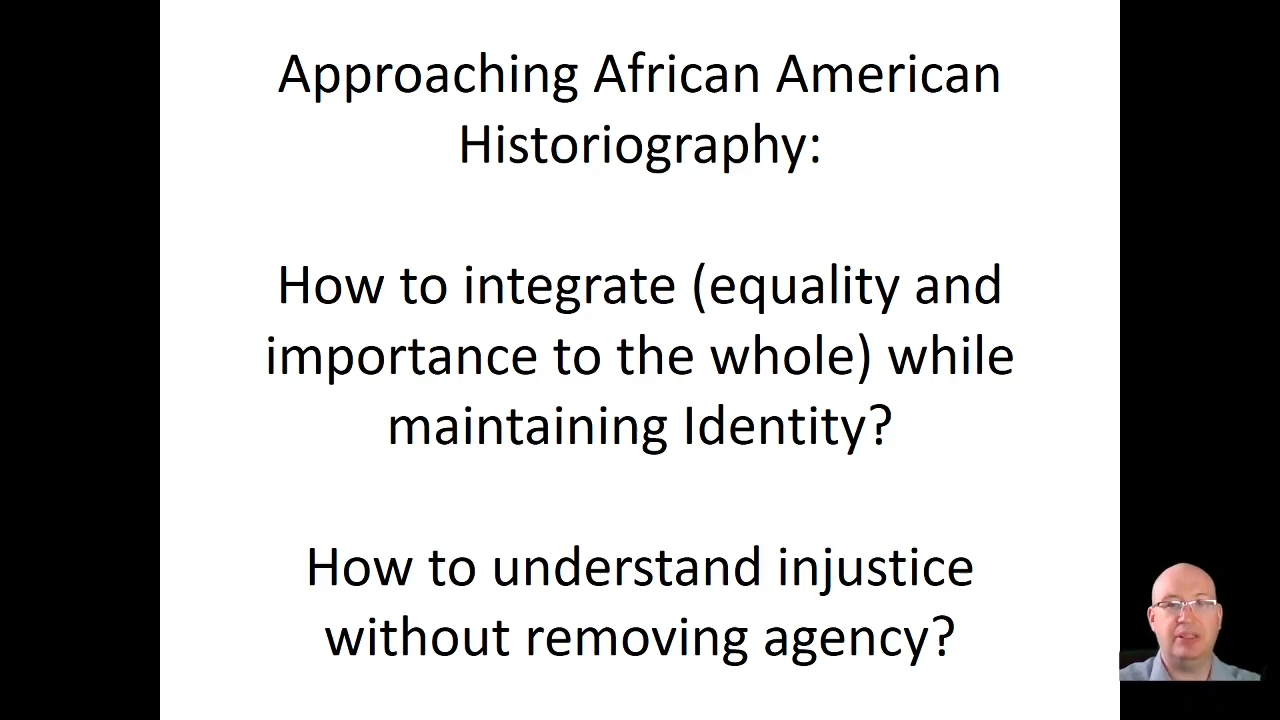 Approaching African American
Historiography:
How to integrate (equality and
importance to the whole) while
maintaining Identity?
How to understand injustice
without removing agency?